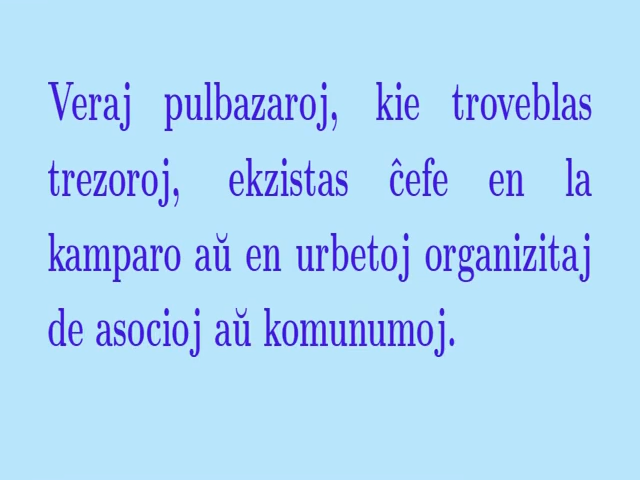 Veraj pulbazaroj, kie troveblas
trezoroj, ekzistas ĉefe en la
kamparo aŭ en urbetoj organizitaj
de asocioj aŭ komunumoj.